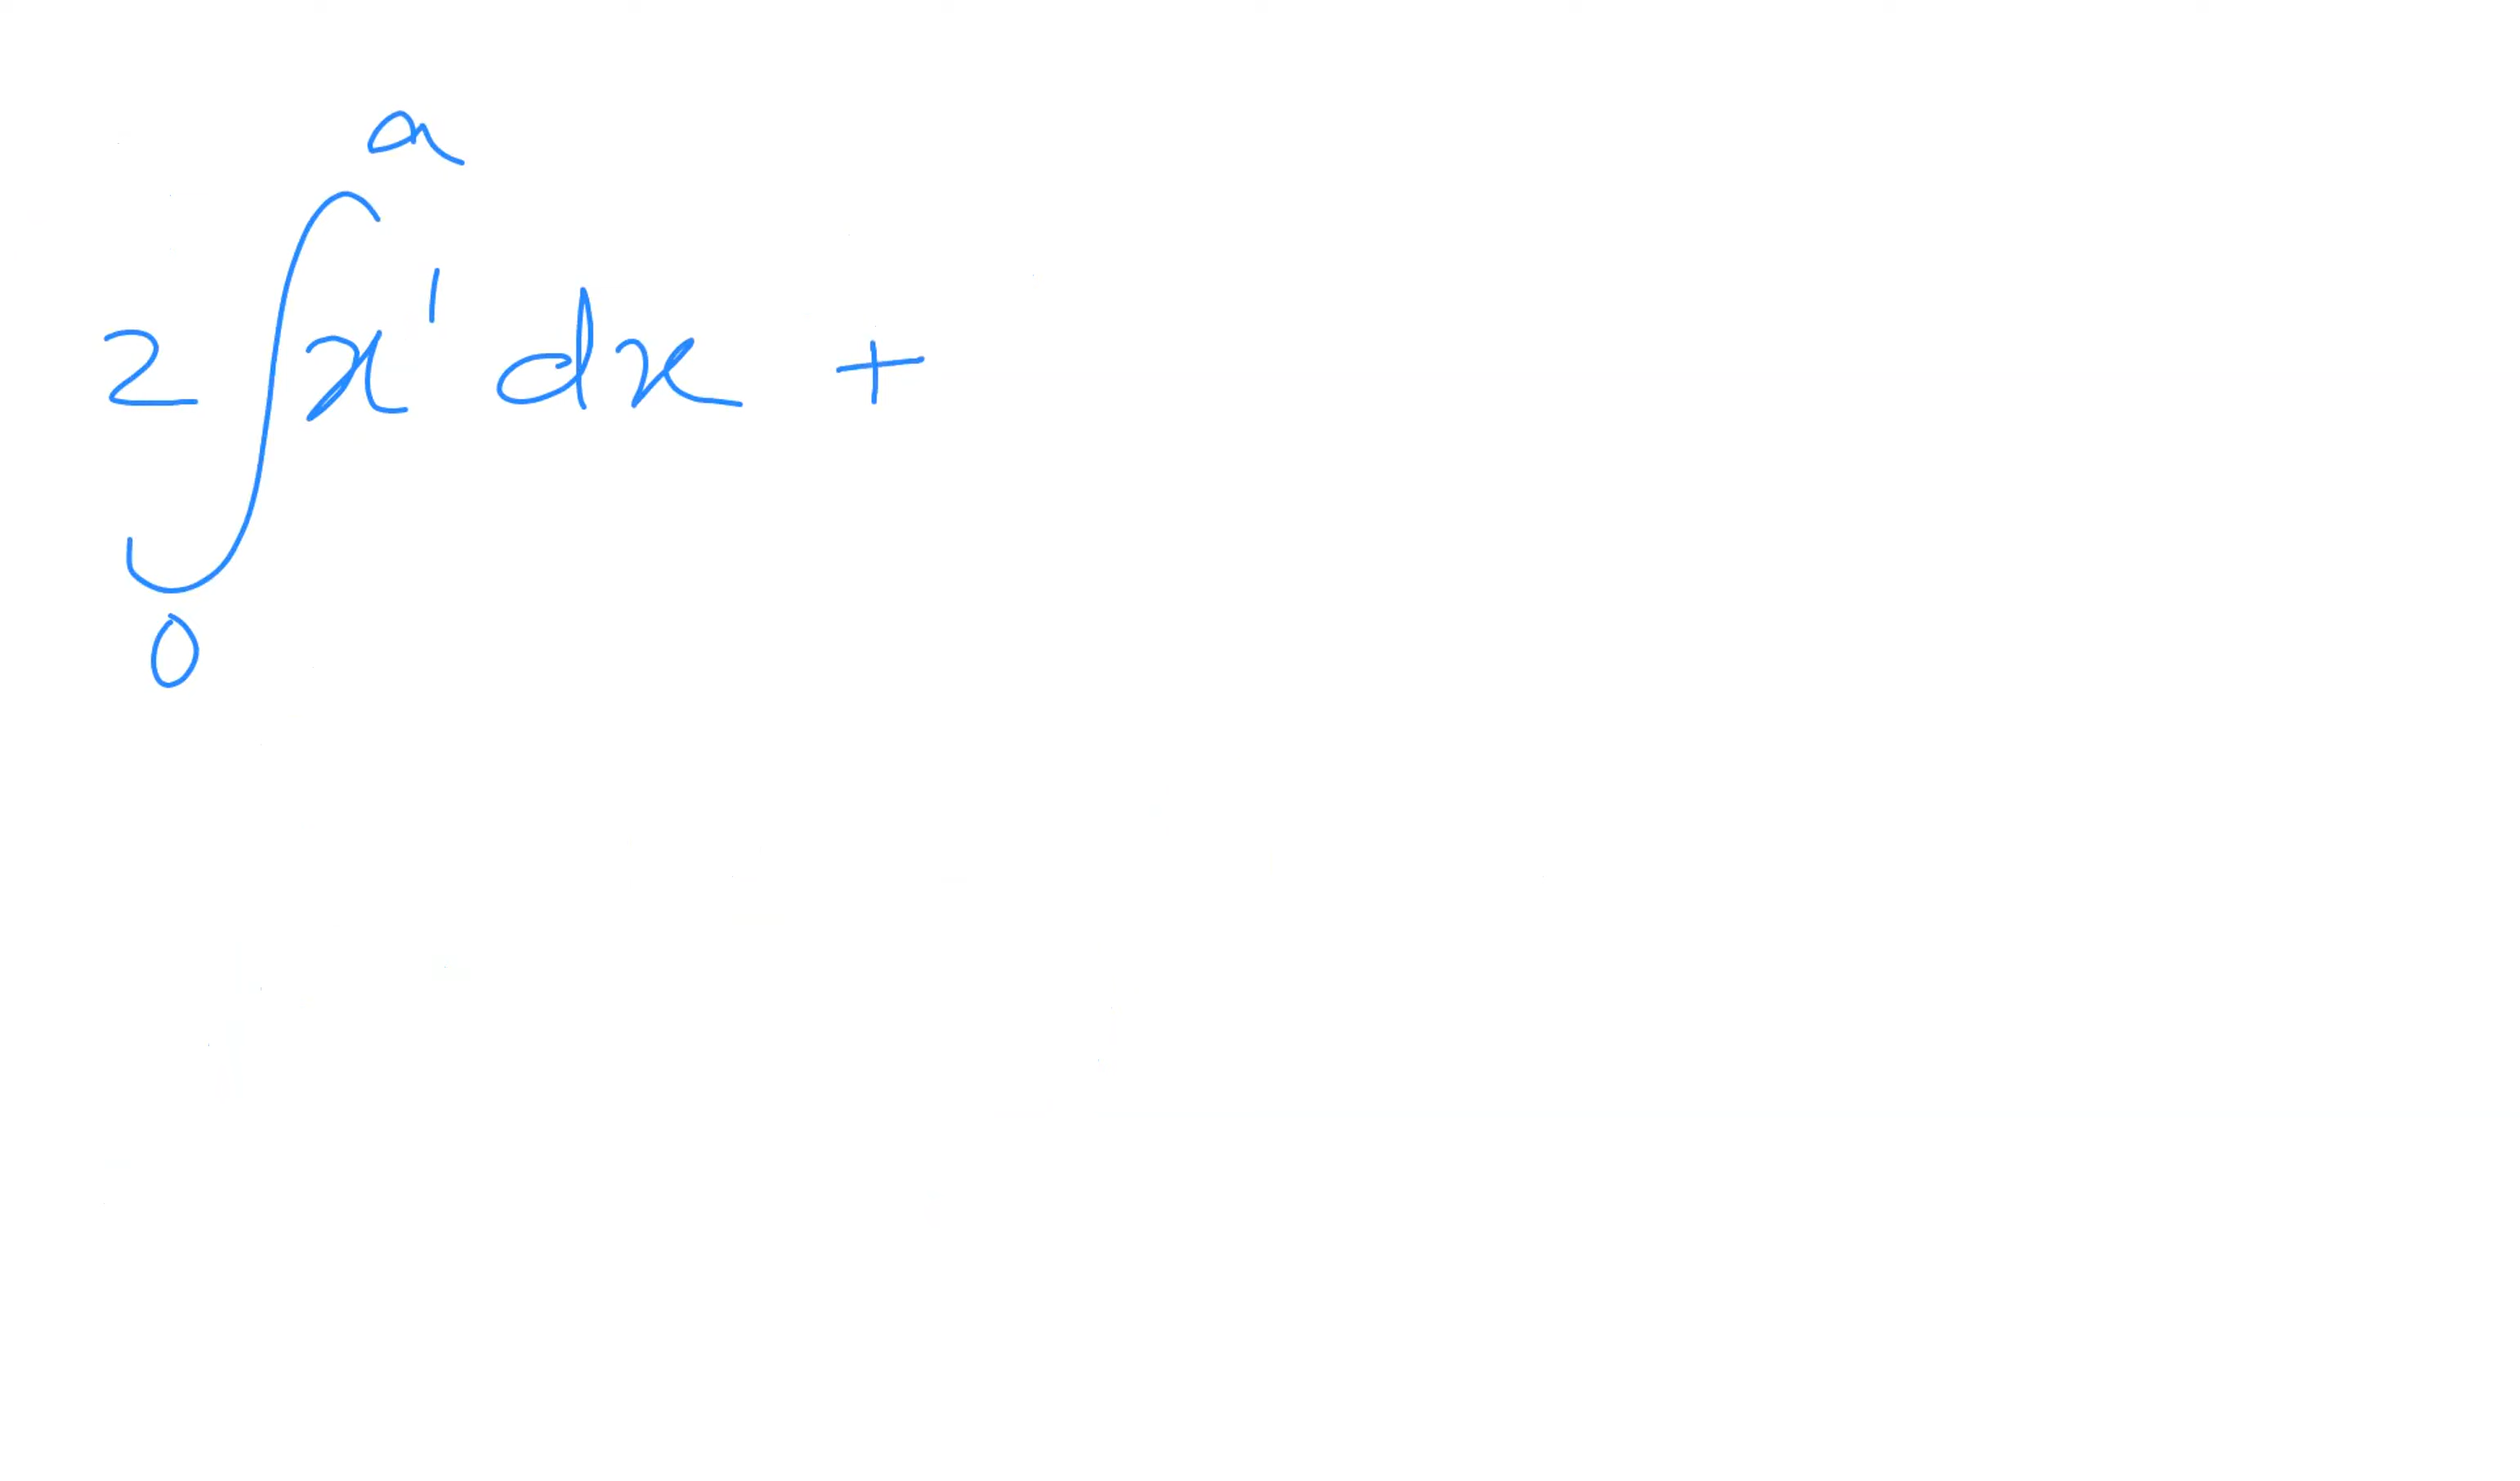 2 ∫₀ᵃ x¹ dx +